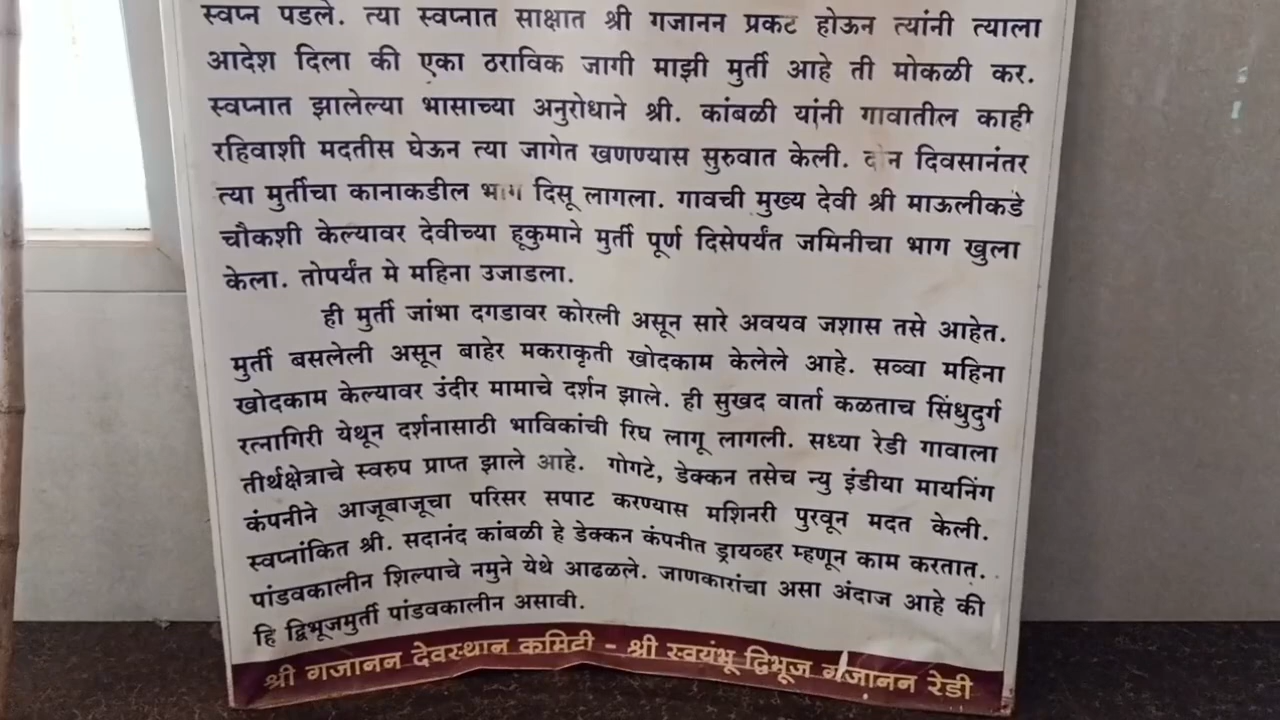 स्वप्न पडले. त्या स्वप्नात साक्षात श्री गजानन प्रकट होऊन त्यांनी त्याला
आदेश दिला की एका ठराविक जागी माझी मुर्ती आहे ती मोकळी कर.
स्वप्नात झालेल्या भासाच्या अनुरोधाने श्री. कांबळी यांनी गावातील काही
रहिवाशी मदतीस घेऊन त्या जागेत खणण्यास सुरुवात केली. दोन दिवसानंतर
त्या मुर्तीचा कानाकडील भाग दिसू लागला. गावची मुख्य देवी श्री माऊलीकडे
चौकशी केल्यावर देवीच्या हूकुमाने मुर्ती पूर्ण दिसेपर्यंत जमिनीचा भाग खुला
केला. तोपर्यंत मे महिना उजाडला.
ही मुर्ती जांभा दगडावर कोरली असून सारे अवयव जशास तसे आहेत.
मुर्ती बसलेली असून बाहेर मकराकृती खोदकाम केलेले आहे. सव्वा महिना
खोदकाम केल्यावर उंदीर मामाचे दर्शन झाले. ही सुखद वार्ता कळताच सिंधुदुर्ग
रत्नागिरी येथून दर्शनासाठी भाविकांची रिघ लागू लागली. सध्या रेडी गावाला
तीर्थक्षेत्राचे स्वरुप प्राप्त झाले आहे. गोगटे, डेक्कन तसेच न्यु इंडीया मायनिंग
कंपनीने आजूबाजूचा परिसर सपाट करण्यास मशिनरी पुरवून मदत केली.
स्वप्नांकित श्री. सदानंद कांबळी हे डेक्कन कंपनीत ड्रायव्हर म्हणून काम करतात.
पांडवकालीन शिल्पाचे नमुने येथे आढळले. जाणकारांचा असा अंदाज आहे की
हि द्विभूजमुर्ती पांडवकालीन असावी.
श्री गजानन देवस्थान कमिटी - श्री स्वयंभू द्विभूज गजानन रेडी